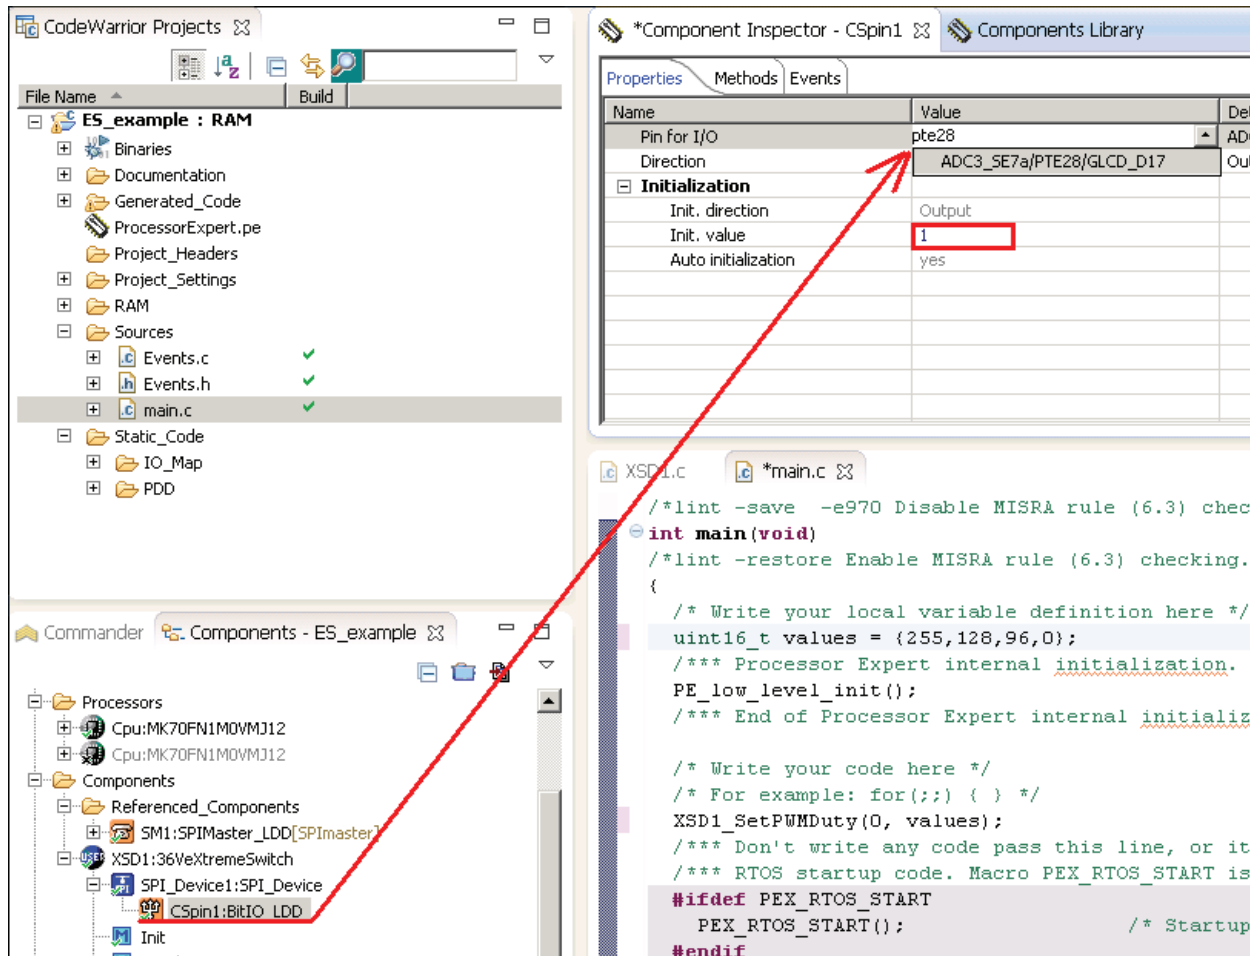 CodeWarrior Projects
File Name Build
ES_example : RAM
Binaries
Documentation
Generated_Code
ProcessorExpert.pe
Project_Headers
Project_Settings
RAM
Sources
Events.c
Events.h
main.c
Static_Code
IO_Map
PDD
Commander Components - ES_example
Processors
Cpu:MK70FN1M0VMJ12
Cpu:MK70FN1M0VMJ12
Components
Referenced_Components
SM1:SPIMaster_LDD[SPImaster]
XSD1:36VeXtremeSwitch
SPI_Device1:SPI_Device
CSpin1:BitIO_LDD
Init
*Component Inspector - CSpin1 Components Library
Properties Methods Events
Name Value De
Pin for I/O pte28 AD
Direction ADC3_SE7a/PTE28/GLCD_D17 Ou
Initialization
Init. direction Output
Init. value 1
Auto initialization yes
XSD1.c *main.c
/*lint -save -e970 Disable MISRA rule (6.3) chec
int main(void)
/*lint -restore Enable MISRA rule (6.3) checking.
{
/* Write your local variable definition here */
uint16_t values = {255,128,96,0};
/*** Processor Expert internal initialization.
PE_low_level_init();
/*** End of Processor Expert internal initializ
/* Write your code here */
/* For example: for(;;) { } */
XSD1_SetPWMDuty(0, values);
/*** Don't write any code pass this line, or it
/*** RTOS startup code. Macro PEX_RTOS_START is
#ifdef PEX_RTOS_START
PEX_RTOS_START(); /* Startup
#endif